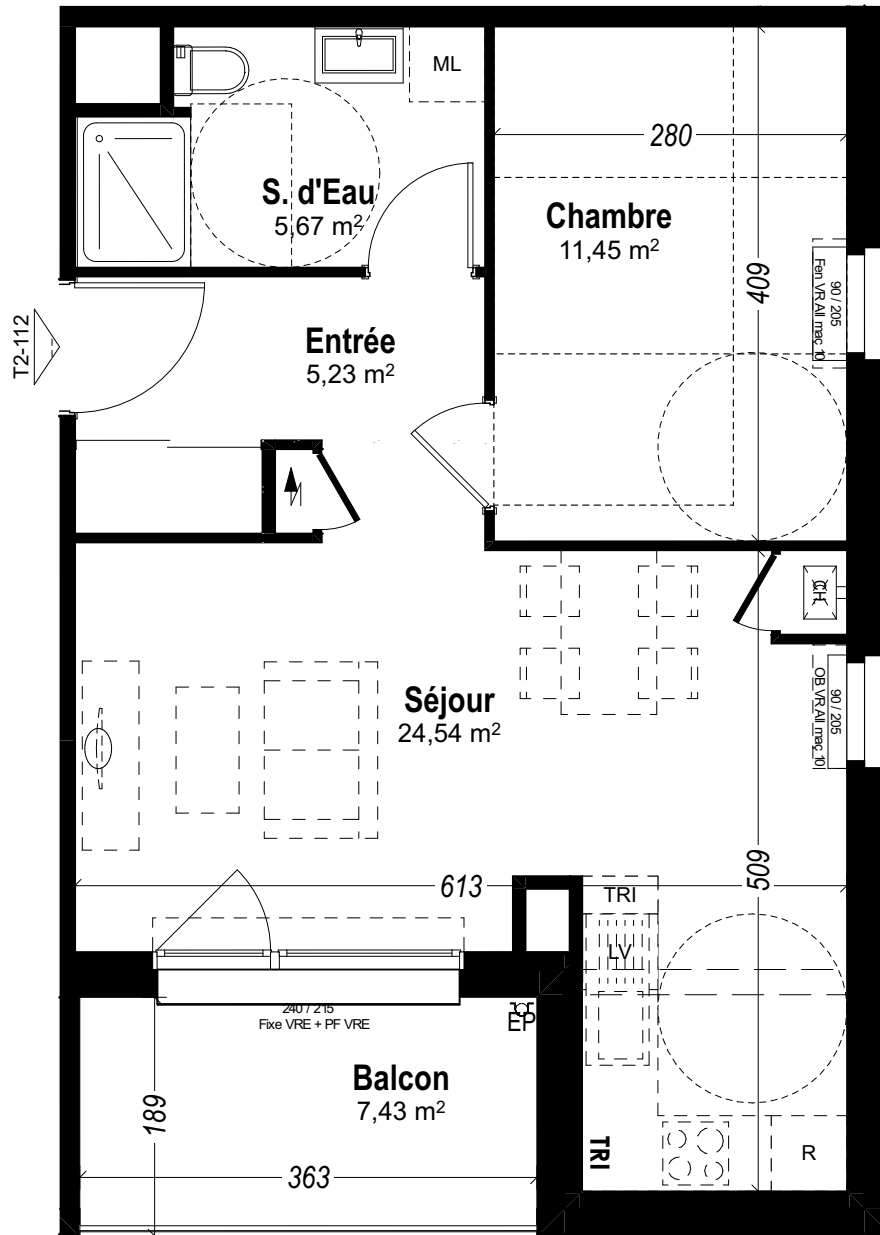 ML
280
S. d'Eau
5,67 m²
Chambre
11,45 m²
409
90 / 205
Fen VR All maç 10
T2-112
Entrée
5,23 m²
CH
Séjour
24,54 m²
90 / 205
OB VR All maç 10
613
509
TRI
LV
240 / 215
Fixe VRE + PF VRE
EP
Balcon
7,43 m²
189
363
TRI
R